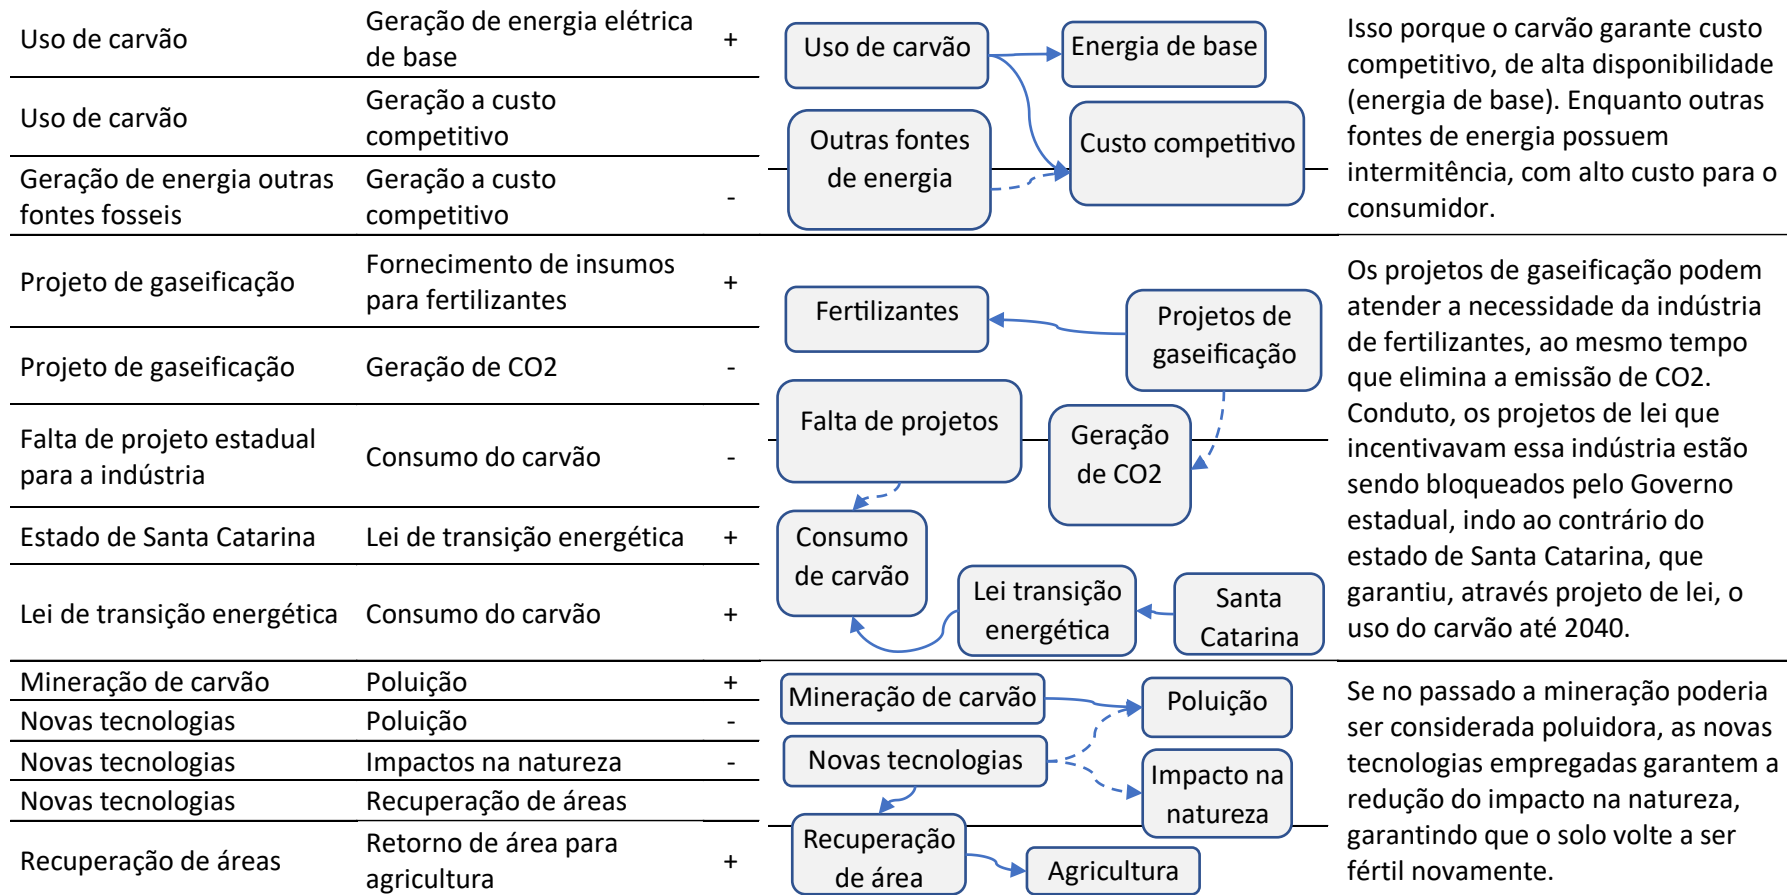 Uso de carvão
Geração de energia elétrica
de base
+
Uso de carvão
Geração a custo
competitivo
Geração de energia outras
fontes fosseis
Geração a custo
competitivo
-
Uso de carvão
Energia de base
Outras fontes
de energia
Custo competitivo
Isso porque o carvão garante custo
competitivo, de alta disponibilidade
(energia de base). Enquanto outras
fontes de energia possuem
intermitência, com alto custo para o
consumidor.
Projeto de gaseificação
Fornecimento de insumos
para fertilizantes
+
Projeto de gaseificação
Geração de CO2
-
Falta de projeto estadual
para a indústria
Consumo do carvão
-
Estado de Santa Catarina
Lei de transição energética
+
Lei de transição energética
Consumo do carvão
+
Fertilizantes
Projetos de
gaseificação
Falta de projetos
Geração
de CO2
Consumo
de carvão
Lei transição
energética
Santa
Catarina
Os projetos de gaseificação podem
atender a necessidade da indústria
de fertilizantes, ao mesmo tempo
que elimina a emissão de CO2.
Conduto, os projetos de lei que
incentivavam essa indústria estão
sendo bloqueados pelo Governo
estadual, indo ao contrário do
estado de Santa Catarina, que
garantiu, através projeto de lei, o
uso do carvão até 2040.
Mineração de carvão
Poluição
+
Novas tecnologias
Poluição
-
Novas tecnologias
Impactos na natureza
-
Novas tecnologias
Recuperação de áreas
Recuperação de áreas
Retorno de área para
agricultura
+
Mineração de carvão
Poluição
Novas tecnologias
Impacto na
natureza
Recuperação
de área
Agricultura
Se no passado a mineração poderia
ser considerada poluidora, as novas
tecnologias empregadas garantem a
redução do impacto na natureza,
garantindo que o solo volte a ser
fértil novamente.